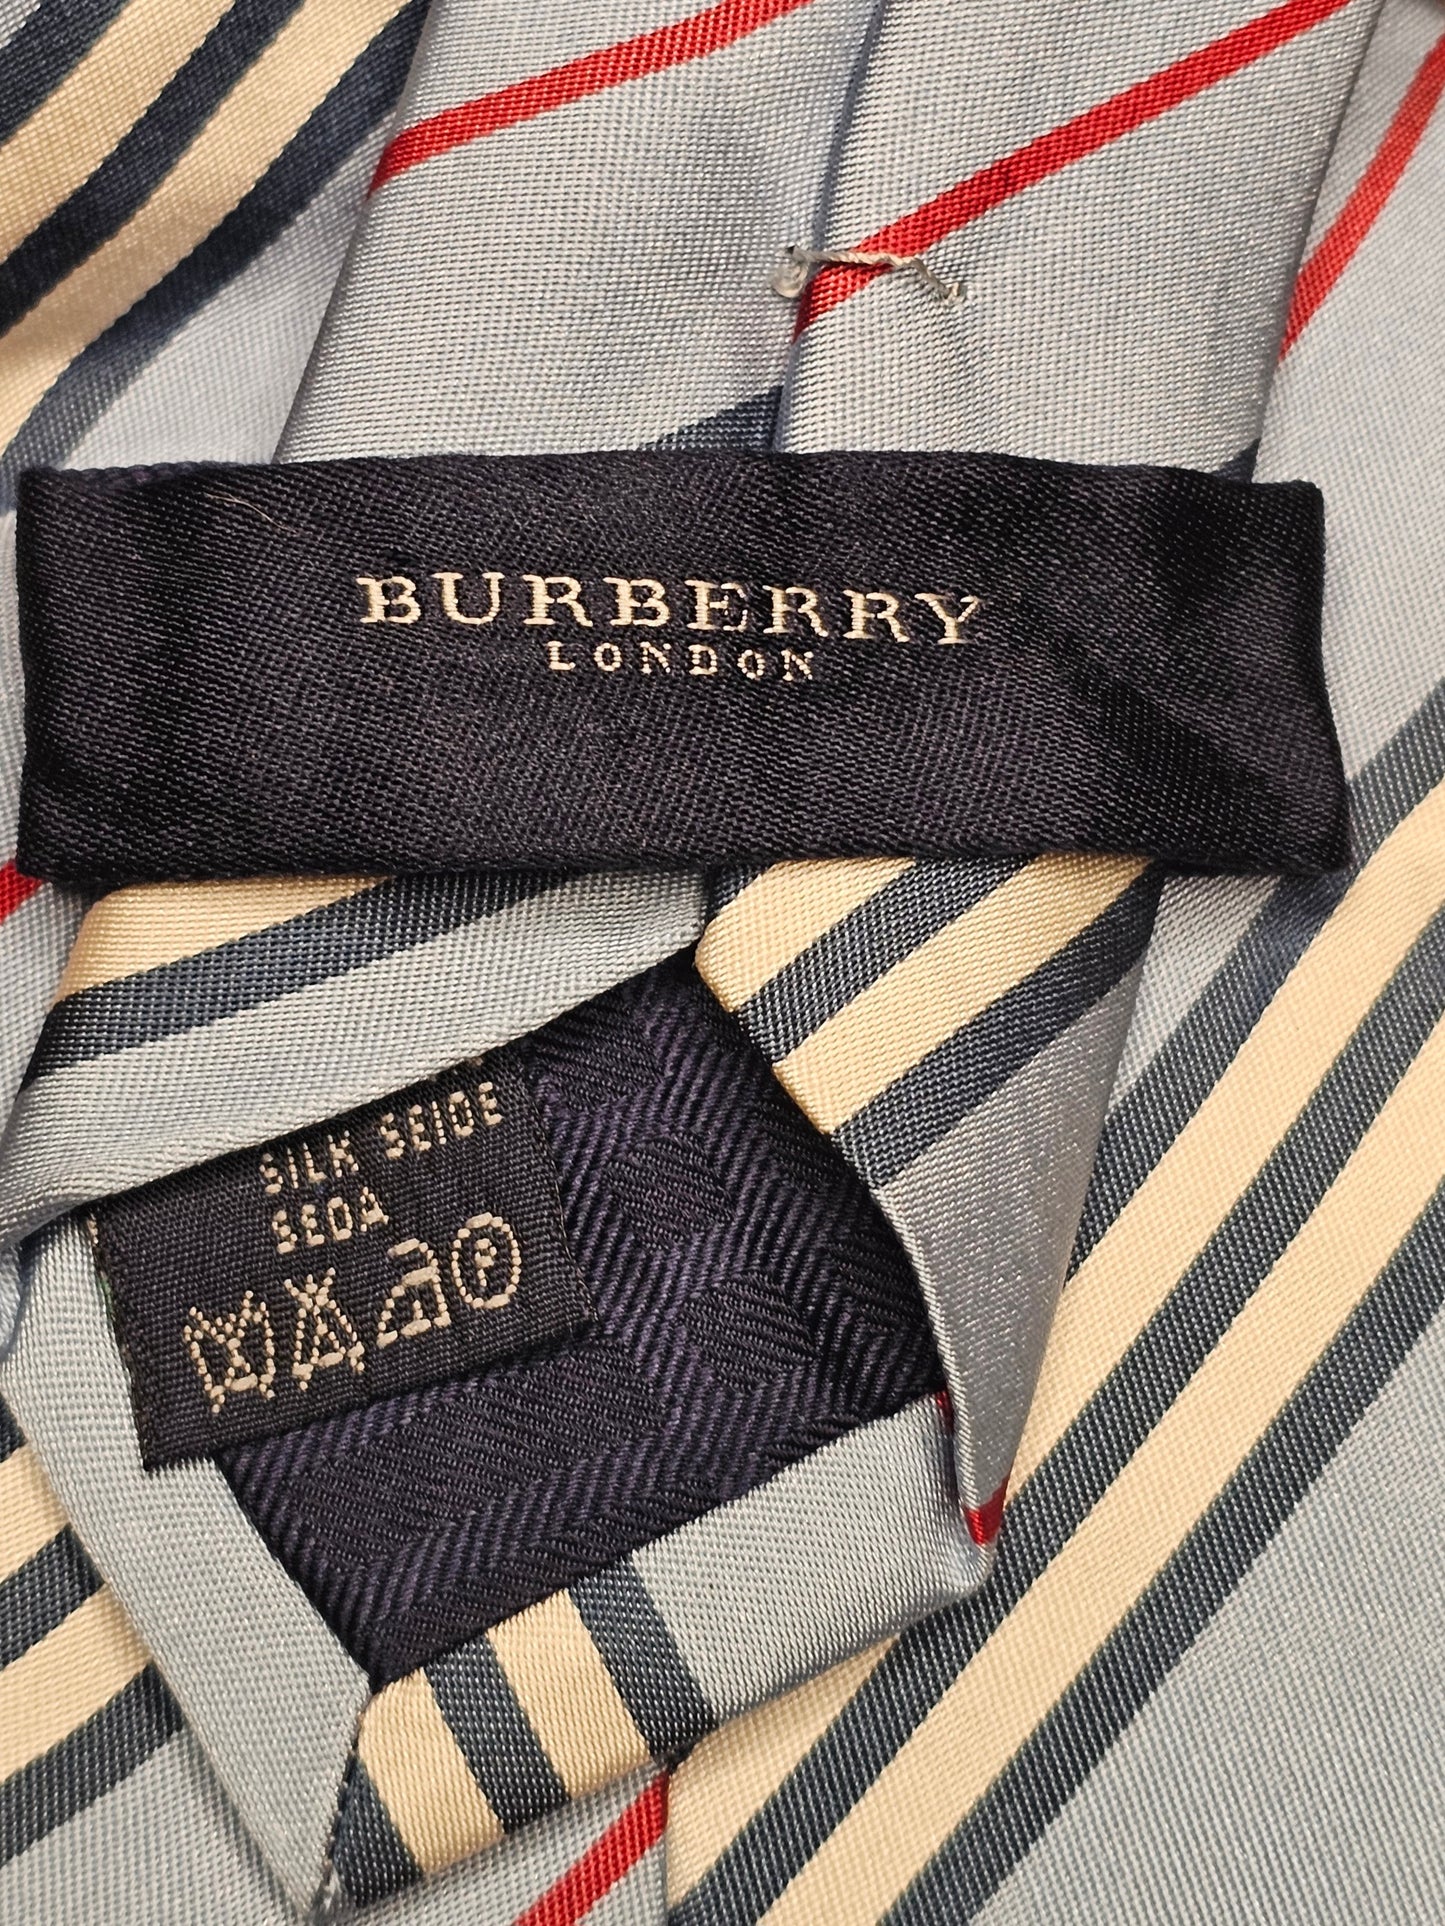 BURBERRY
LONDON
SILK SEIDE
SEDA
P